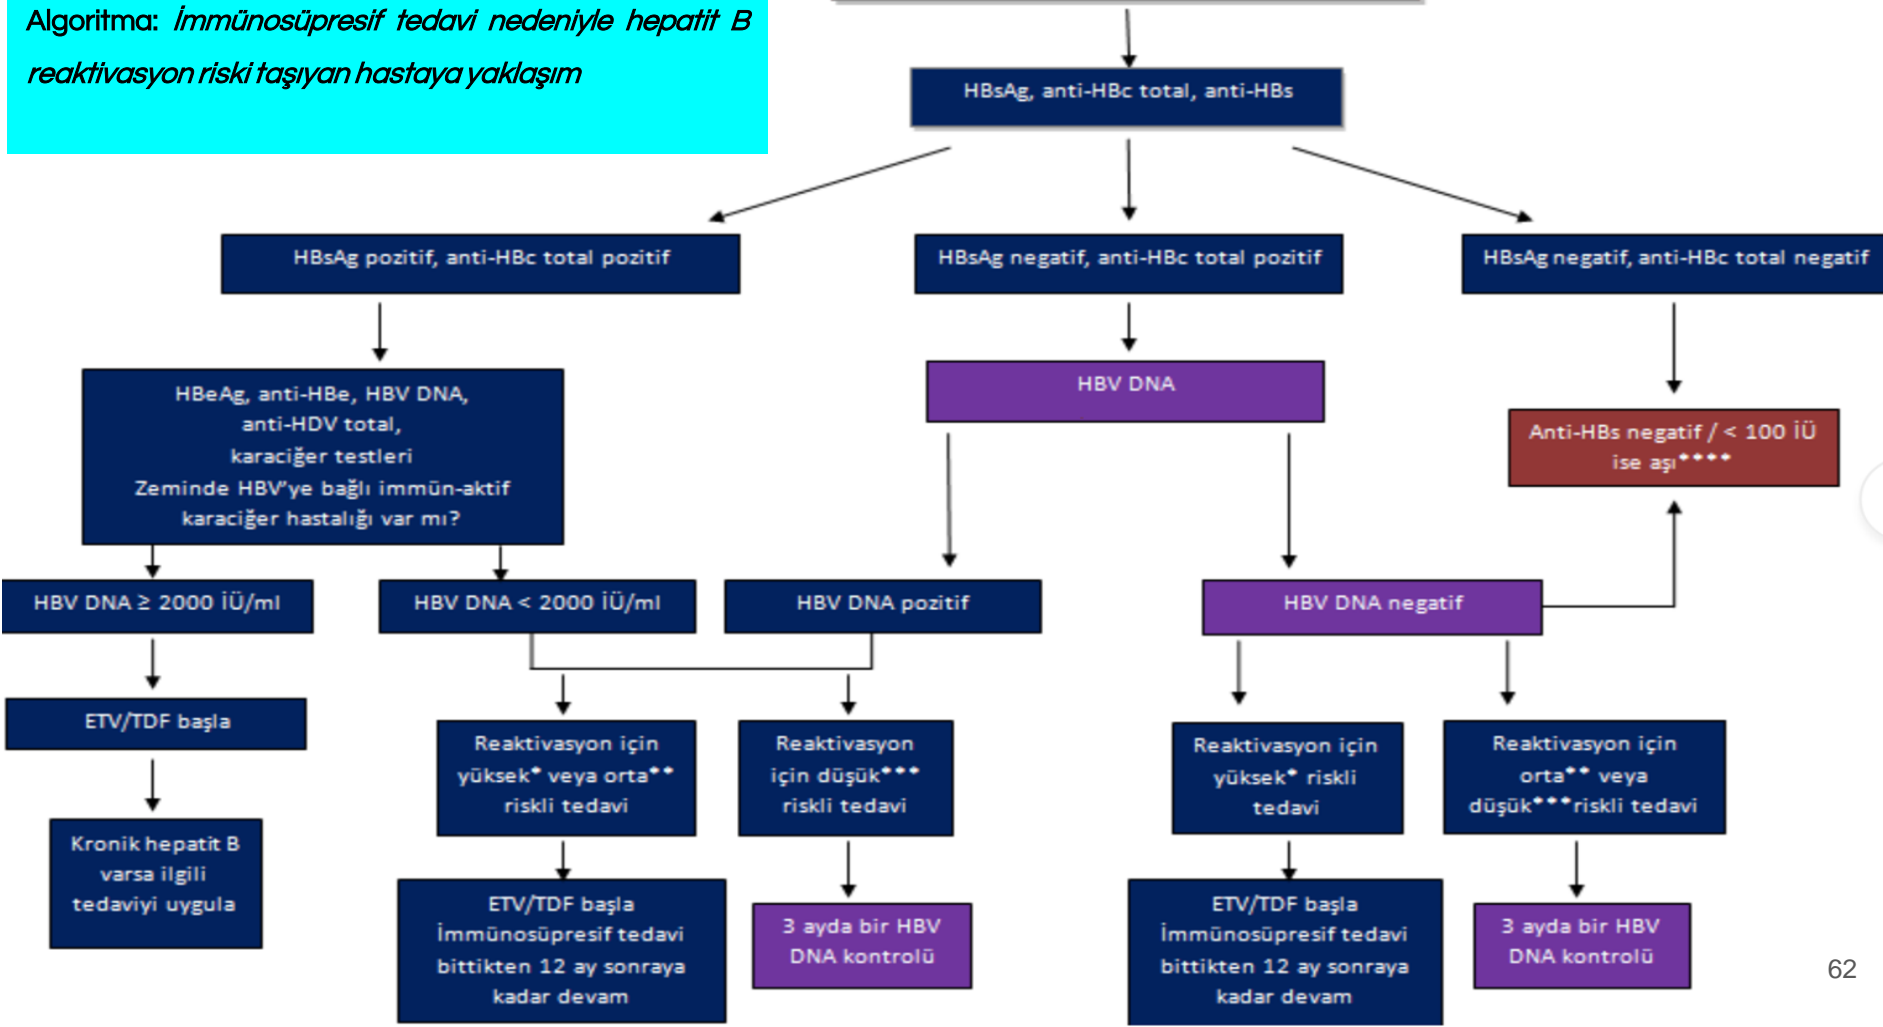 Algoritma: İmmünosüpresif tedavi nedeniyle hepatit B
reaktivasyon riski taşıyan hastaya yaklaşım
HBsAg, anti-HBc total, anti-HBs
HBsAg pozitif, anti-HBc total pozitif
HBsAg negatif, anti-HBc total pozitif
HBsAg negatif, anti-HBc total negatif
HBeAg, anti-HBe, HBV DNA,
anti-HDV total,
karaciğer testleri
Zeminde HBV'ye bağlı immün-aktif
karaciğer hastalığı var mı?
HBV DNA
Anti-HBs negatif / < 100 İÜ
ise aşı****
HBV DNA ≥ 2000 İÜ/ml
HBV DNA < 2000 İÜ/ml
HBV DNA pozitif
HBV DNA negatif
ETV/TDF başla
Reaktivasyon için
yüksek* veya orta**
riskli tedavi
Reaktivasyon
için düşük***
riskli tedavi
Reaktivasyon için
yüksek* riskli
tedavi
Reaktivasyon için
orta** veya
düşük***riskli tedavi
Kronik hepatit B
varsa ilgili
tedaviyi uygula
ETV/TDF başla
İmmünosüpresif tedavi
bittikten 12 ay sonraya
kadar devam
3 ayda bir HBV
DNA kontrolü
ETV/TDF başla
İmmünosüpresif tedavi
bittikten 12 ay sonraya
kadar devam
3 ayda bir HBV
DNA kontrolü
62